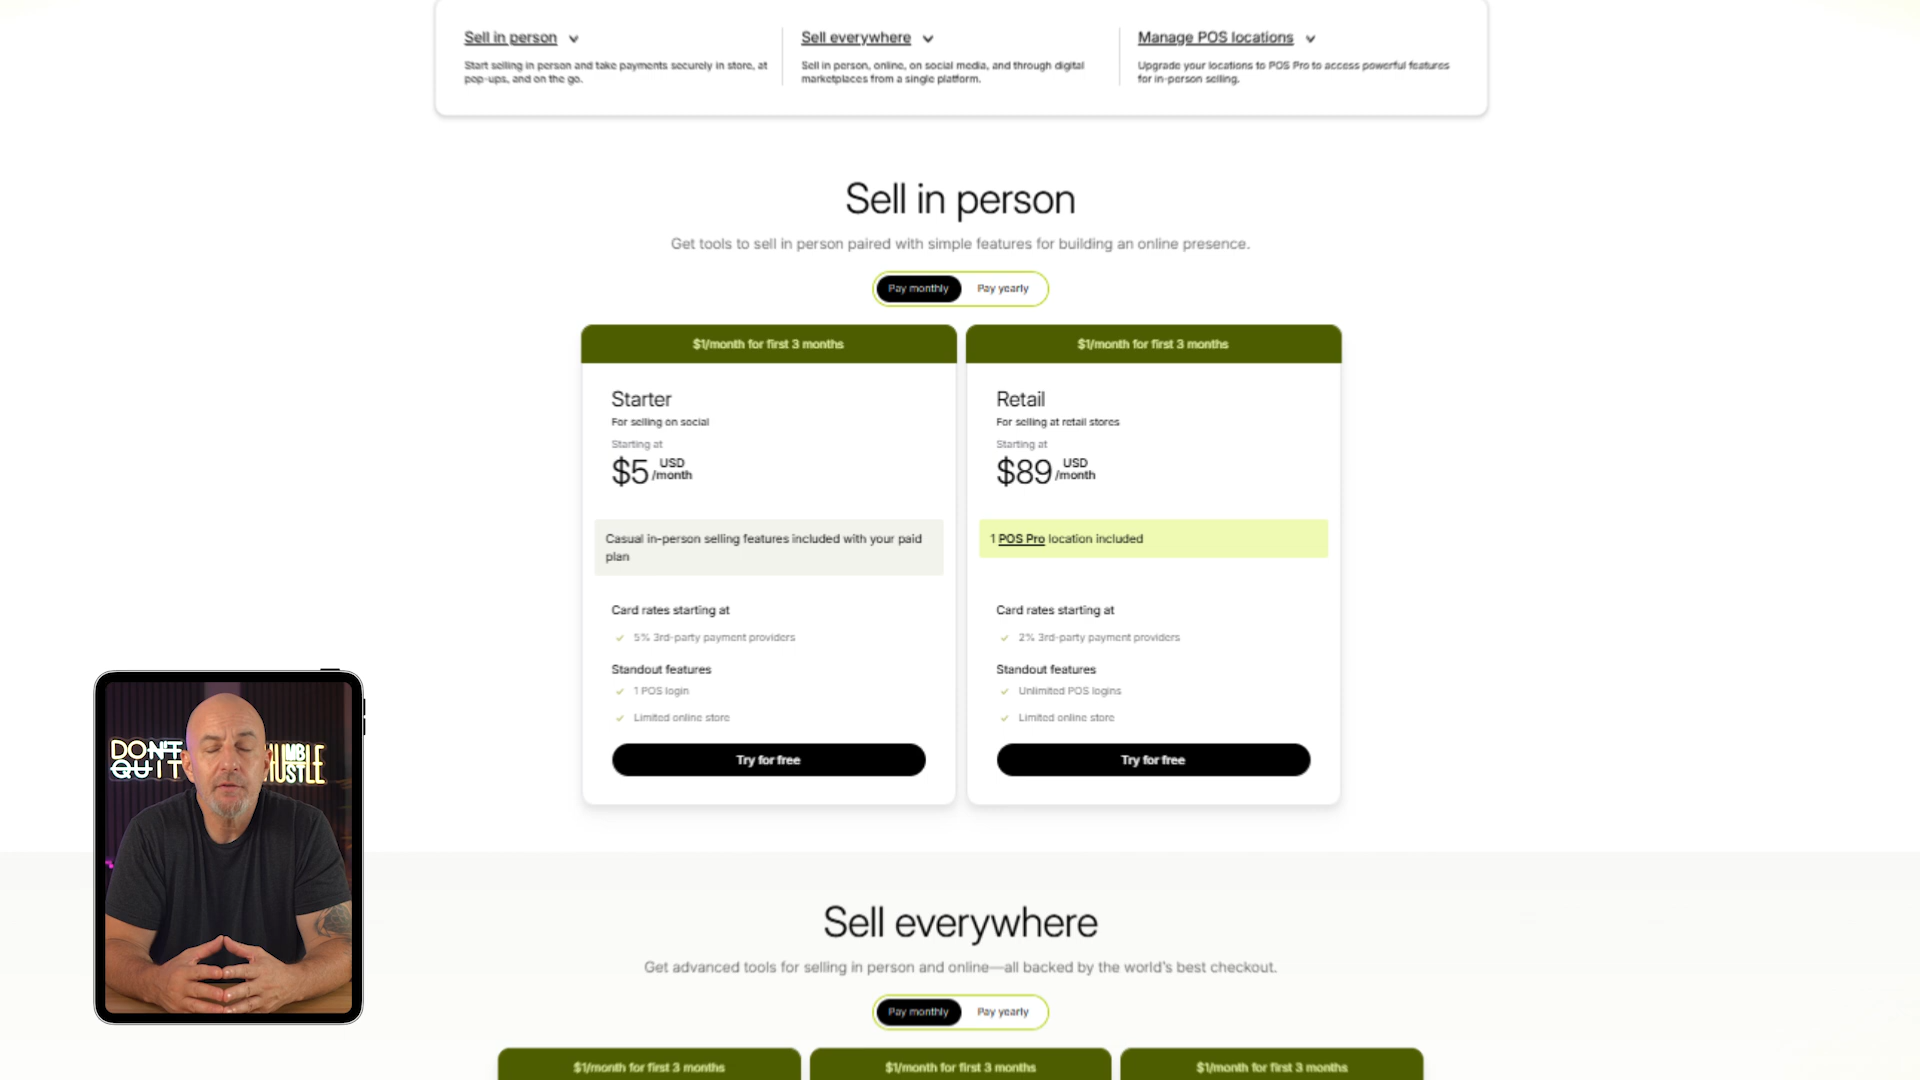 Sell in person
Start selling in person and take payments securely in store, at
pop-ups, and on the go.
Sell everywhere
Sell in person, online, on social media, and through digital
marketplaces from a single platform.
Manage POS locations
Upgrade your locations to POS Pro to access powerful features
for in-person selling.
Sell in person
Get tools to sell in person paired with simple features for building an online presence.
Pay monthly
Pay yearly
$1/month for first 3 months
Starter
For selling on social
Starting at
$5 USD
/month
Casual in-person selling features included with your paid
plan
Card rates starting at
5% 3rd-party payment providers
Standout features
1 POS login
Limited online store
Try for free
$1/month for first 3 months
Retail
For selling at retail stores
Starting at
$89 USD
/month
1 POS Pro location included
Card rates starting at
2% 3rd-party payment providers
Standout features
Unlimited POS logins
Limited online store
Try for free
DON'T
QUIT
Sell everywhere
Get advanced tools for selling in person and online—all backed by the world's best checkout.
Pay monthly
Pay yearly
$1/month for first 3 months
$1/month for first 3 months
$1/month for first 3 months